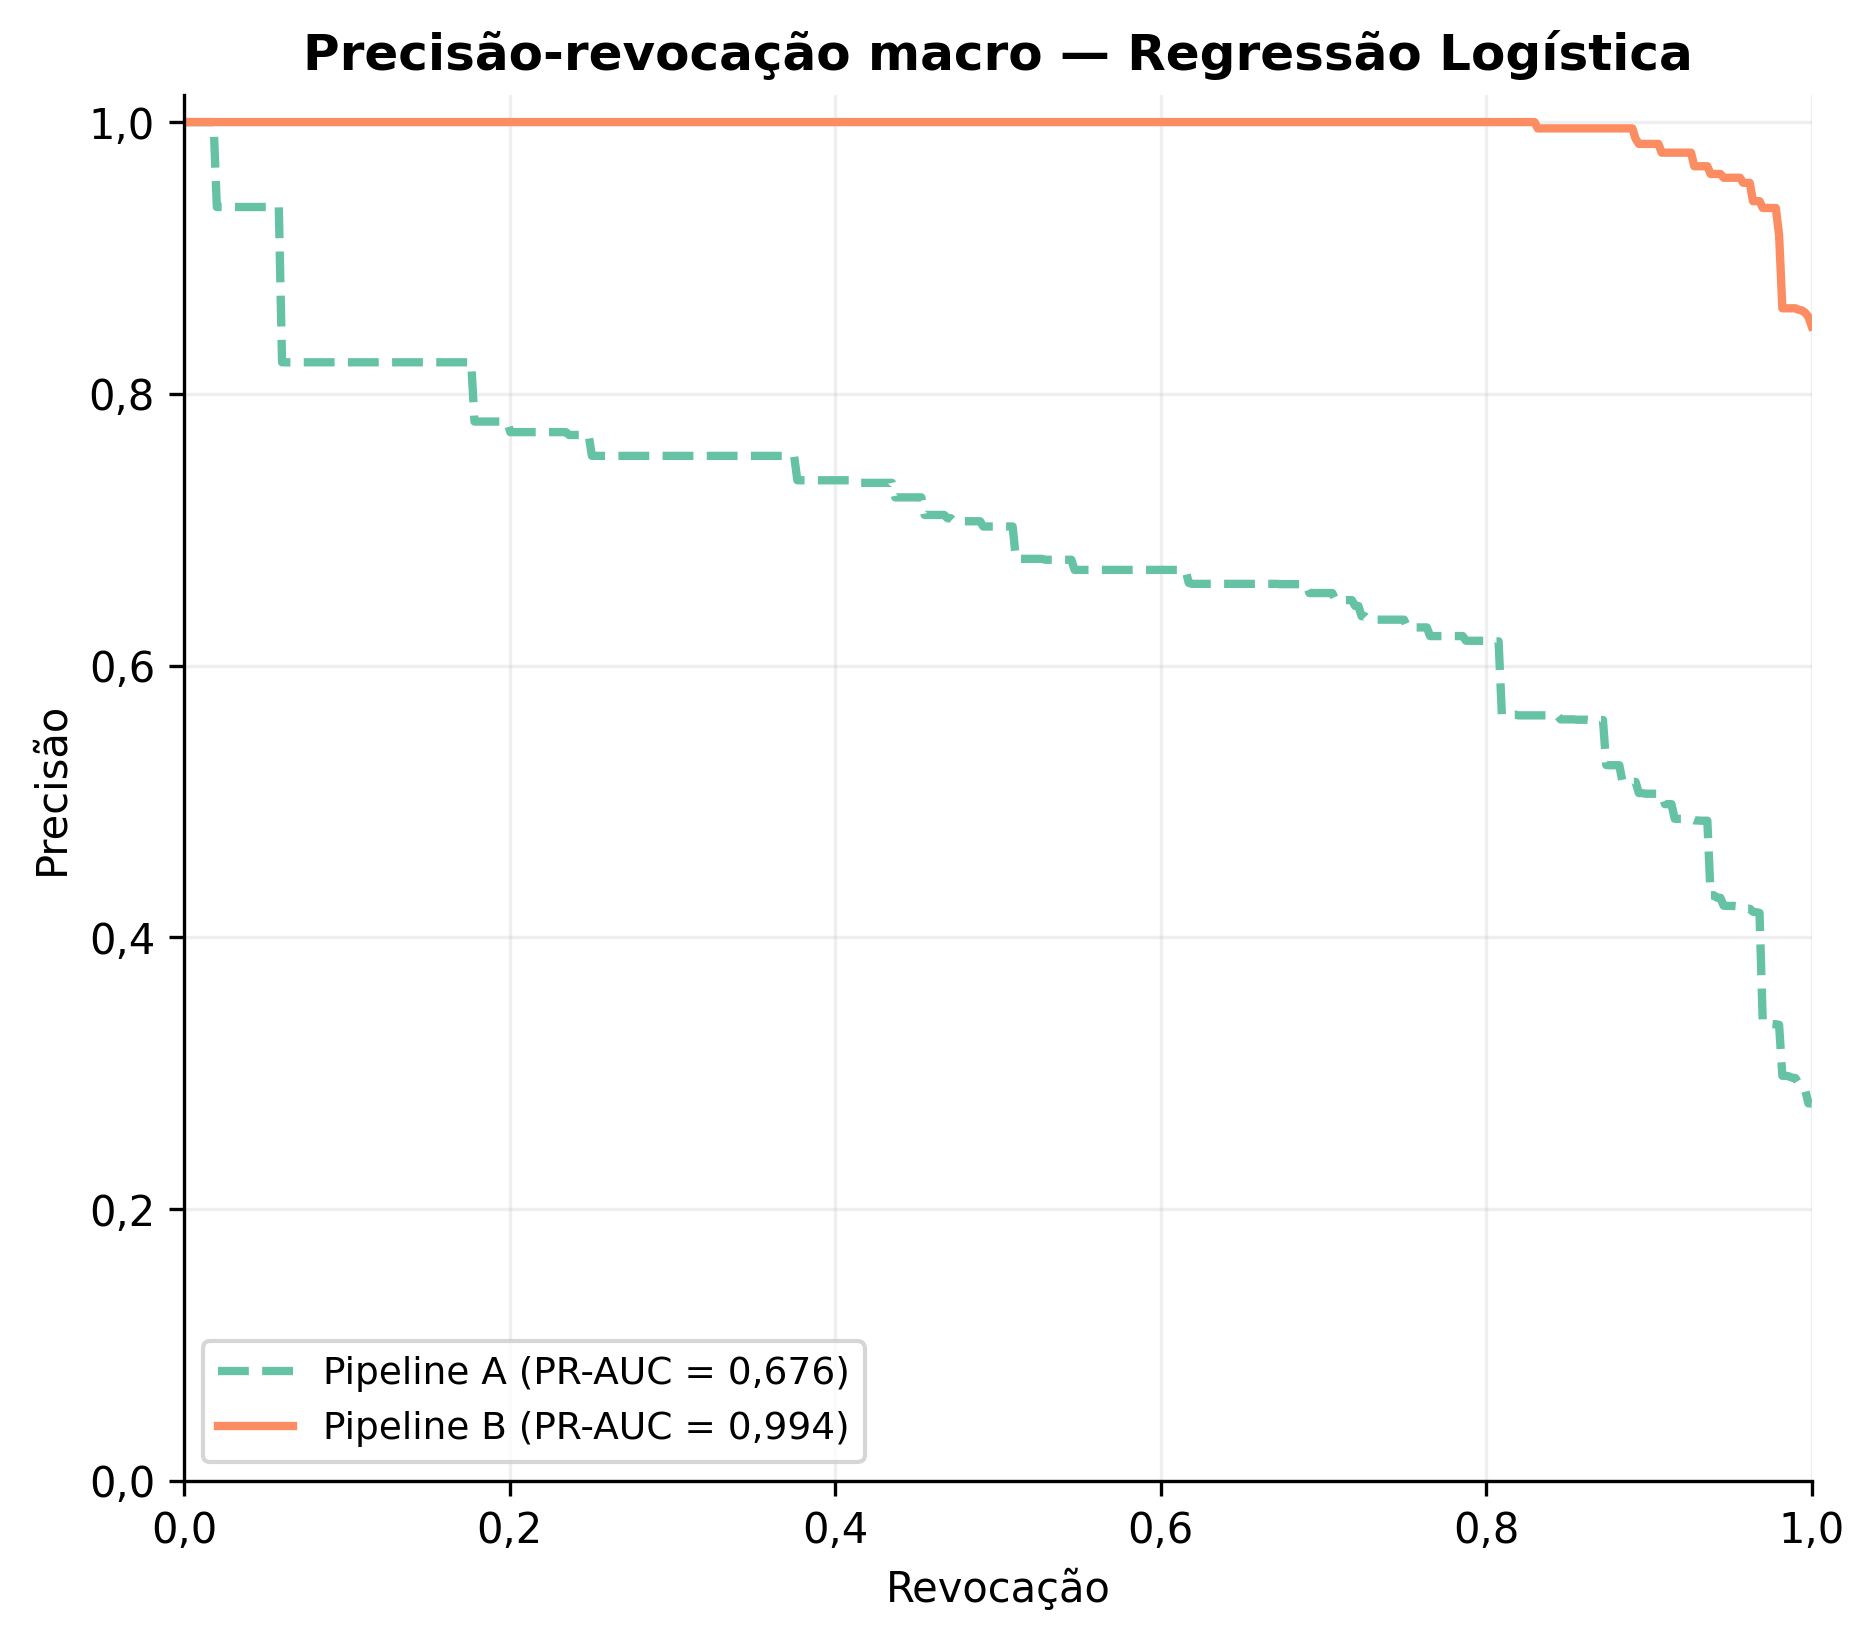 Precisão-revocação macro — Regressão Logística
1,0
0,8
0,6
0,4
0,2
0,0
Precisão
Pipeline A (PR-AUC = 0,676)
Pipeline B (PR-AUC = 0,994)
0,0 0,2 0,4 0,6 0,8 1,0
Revocação